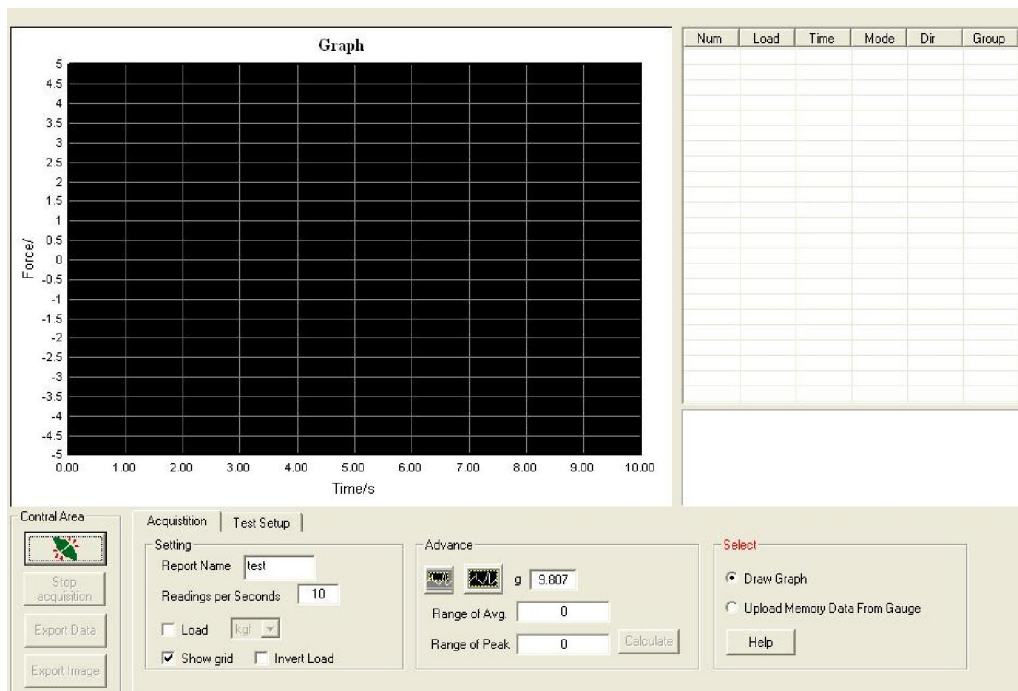 Graph
5
4.5
4
3.5
3
2.5
2
1.5
1
0.5
0
-0.5
-1
-1.5
-2
-2.5
-3
-3.5
-4
-4.5
-5
Force/
0.00 1.00 2.00 3.00 4.00 5.00 6.00 7.00 8.00 9.00 10.00
Time/s
Num Load Time Mode Dir Group
Contral Area
Stop
acquisition
Export Data
Export Image
Acquistition Test Setup
Setting
Report Name test
Readings per Seconds 10
Load kgf
Show grid Invert Load
Advance
g 9.807
Range of Avg. 0
Range of Peak 0 Calculate
Select
Draw Graph
Upload Memory Data From Gauge
Help